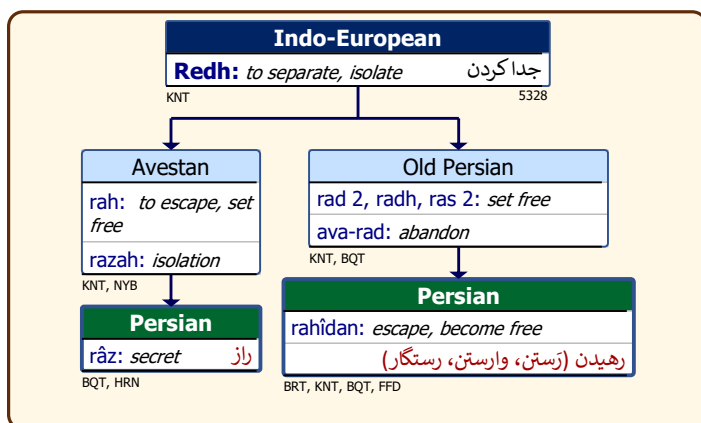 Indo-European
Redh: to separate, isolate جدا کردن
KNT 5328
Avestan
rah: to escape, set
free
razah: isolation
KNT, NYB
Old Persian
rad 2, radh, ras 2: set free
ava-rad: abandon
KNT, BQT
Persian
râz: secret راز
BQT, HRN
Persian
rahîdan: escape, become free
رهیدن (رَستن، وارستن، رستگار)
BRT, KNT, BQT, FFD